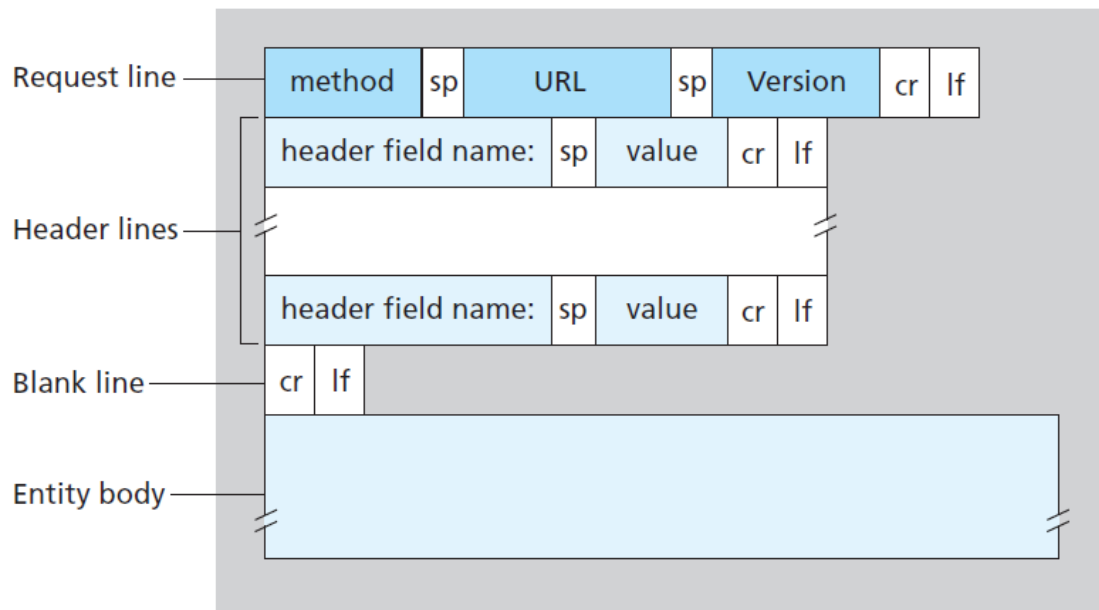 Request line method sp URL sp Version cr lf
header field name: sp value cr lf
Header lines
header field name: sp value cr lf
Blank line cr lf
Entity body